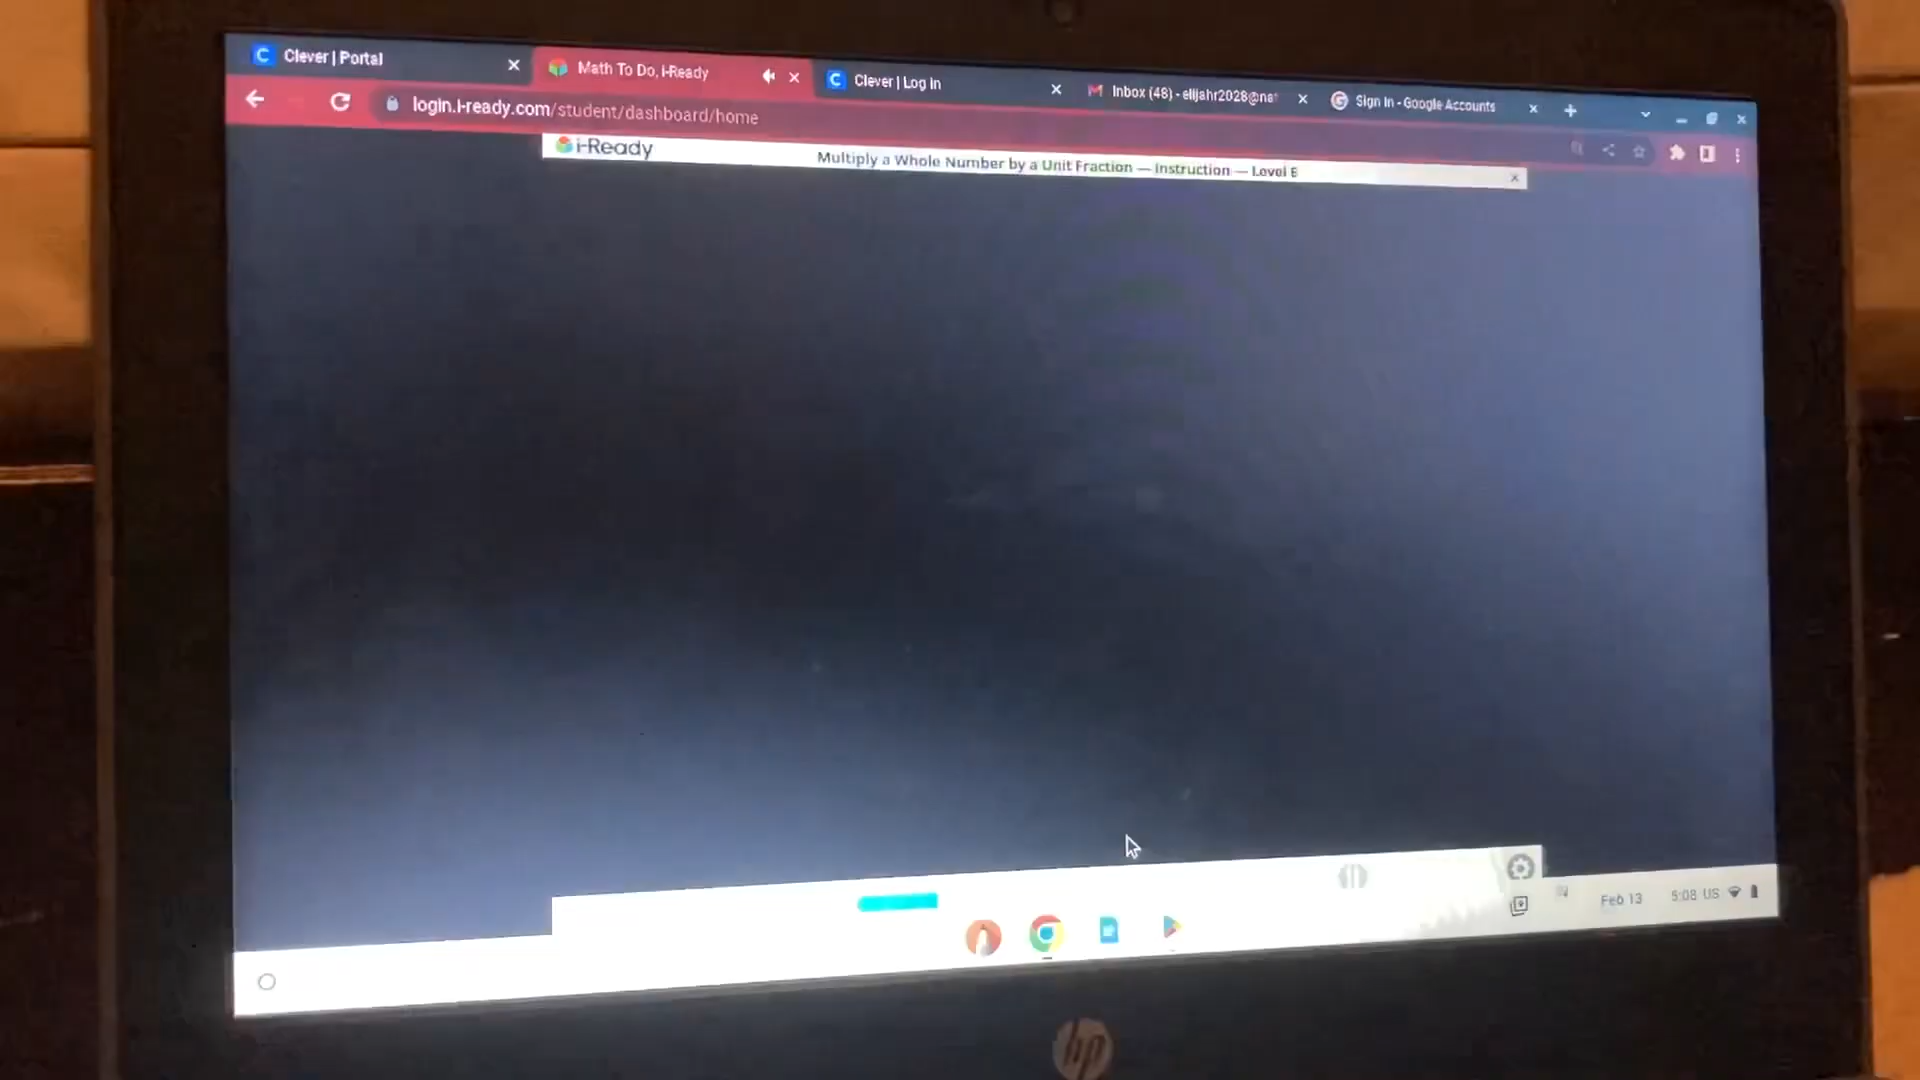 Clever | Portal
Math To Do, i-Ready
Clever | Log in
Inbox (48) - elijahr2028@na
Sign in - Google Accounts
login.i-ready.com/student/dashboard/home
i-Ready
Multiply a Whole Number by a Unit Fraction — Instruction — Level E
Feb 13
5:08 US
hp